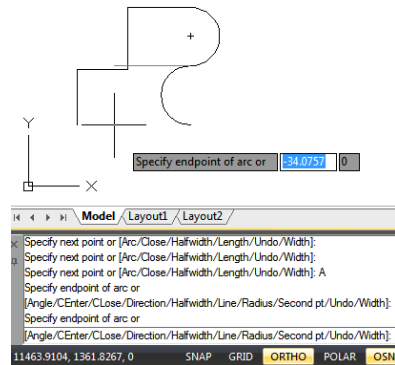 Y
Specify endpoint of arc or -34.0757 0
X
Model Layout1 Layout2
Specify next point or [Arc/Close/Halfwidth/Length/Undo/Width]:
Specify next point or [Arc/Close/Halfwidth/Length/Undo/Width]:
Specify next point or [Arc/Close/Halfwidth/Length/Undo/Width]: A
Specify endpoint of arc or
[Angle/CEnter/CLose/Direction/Halfwidth/Line/Radius/Second pt/Undo/Width]:
Specify endpoint of arc or
[Angle/CEnter/CLose/Direction/Halfwidth/Line/Radius/Second pt/Undo/Width]:
11463.9104, 1361.8267, 0 SNAP GRID ORTHO POLAR OSN